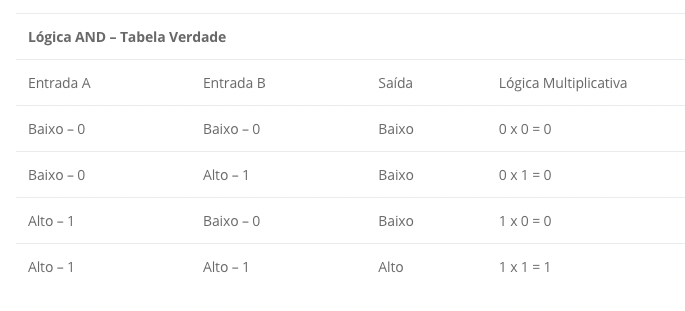 Lógica AND – Tabela Verdade
Entrada A Entrada B Saída Lógica Multiplicativa
Baixo – 0 Baixo – 0 Baixo 0 x 0 = 0
Baixo – 0 Alto – 1 Baixo 0 x 1 = 0
Alto – 1 Baixo – 0 Baixo 1 x 0 = 0
Alto – 1 Alto – 1 Alto 1 x 1 = 1